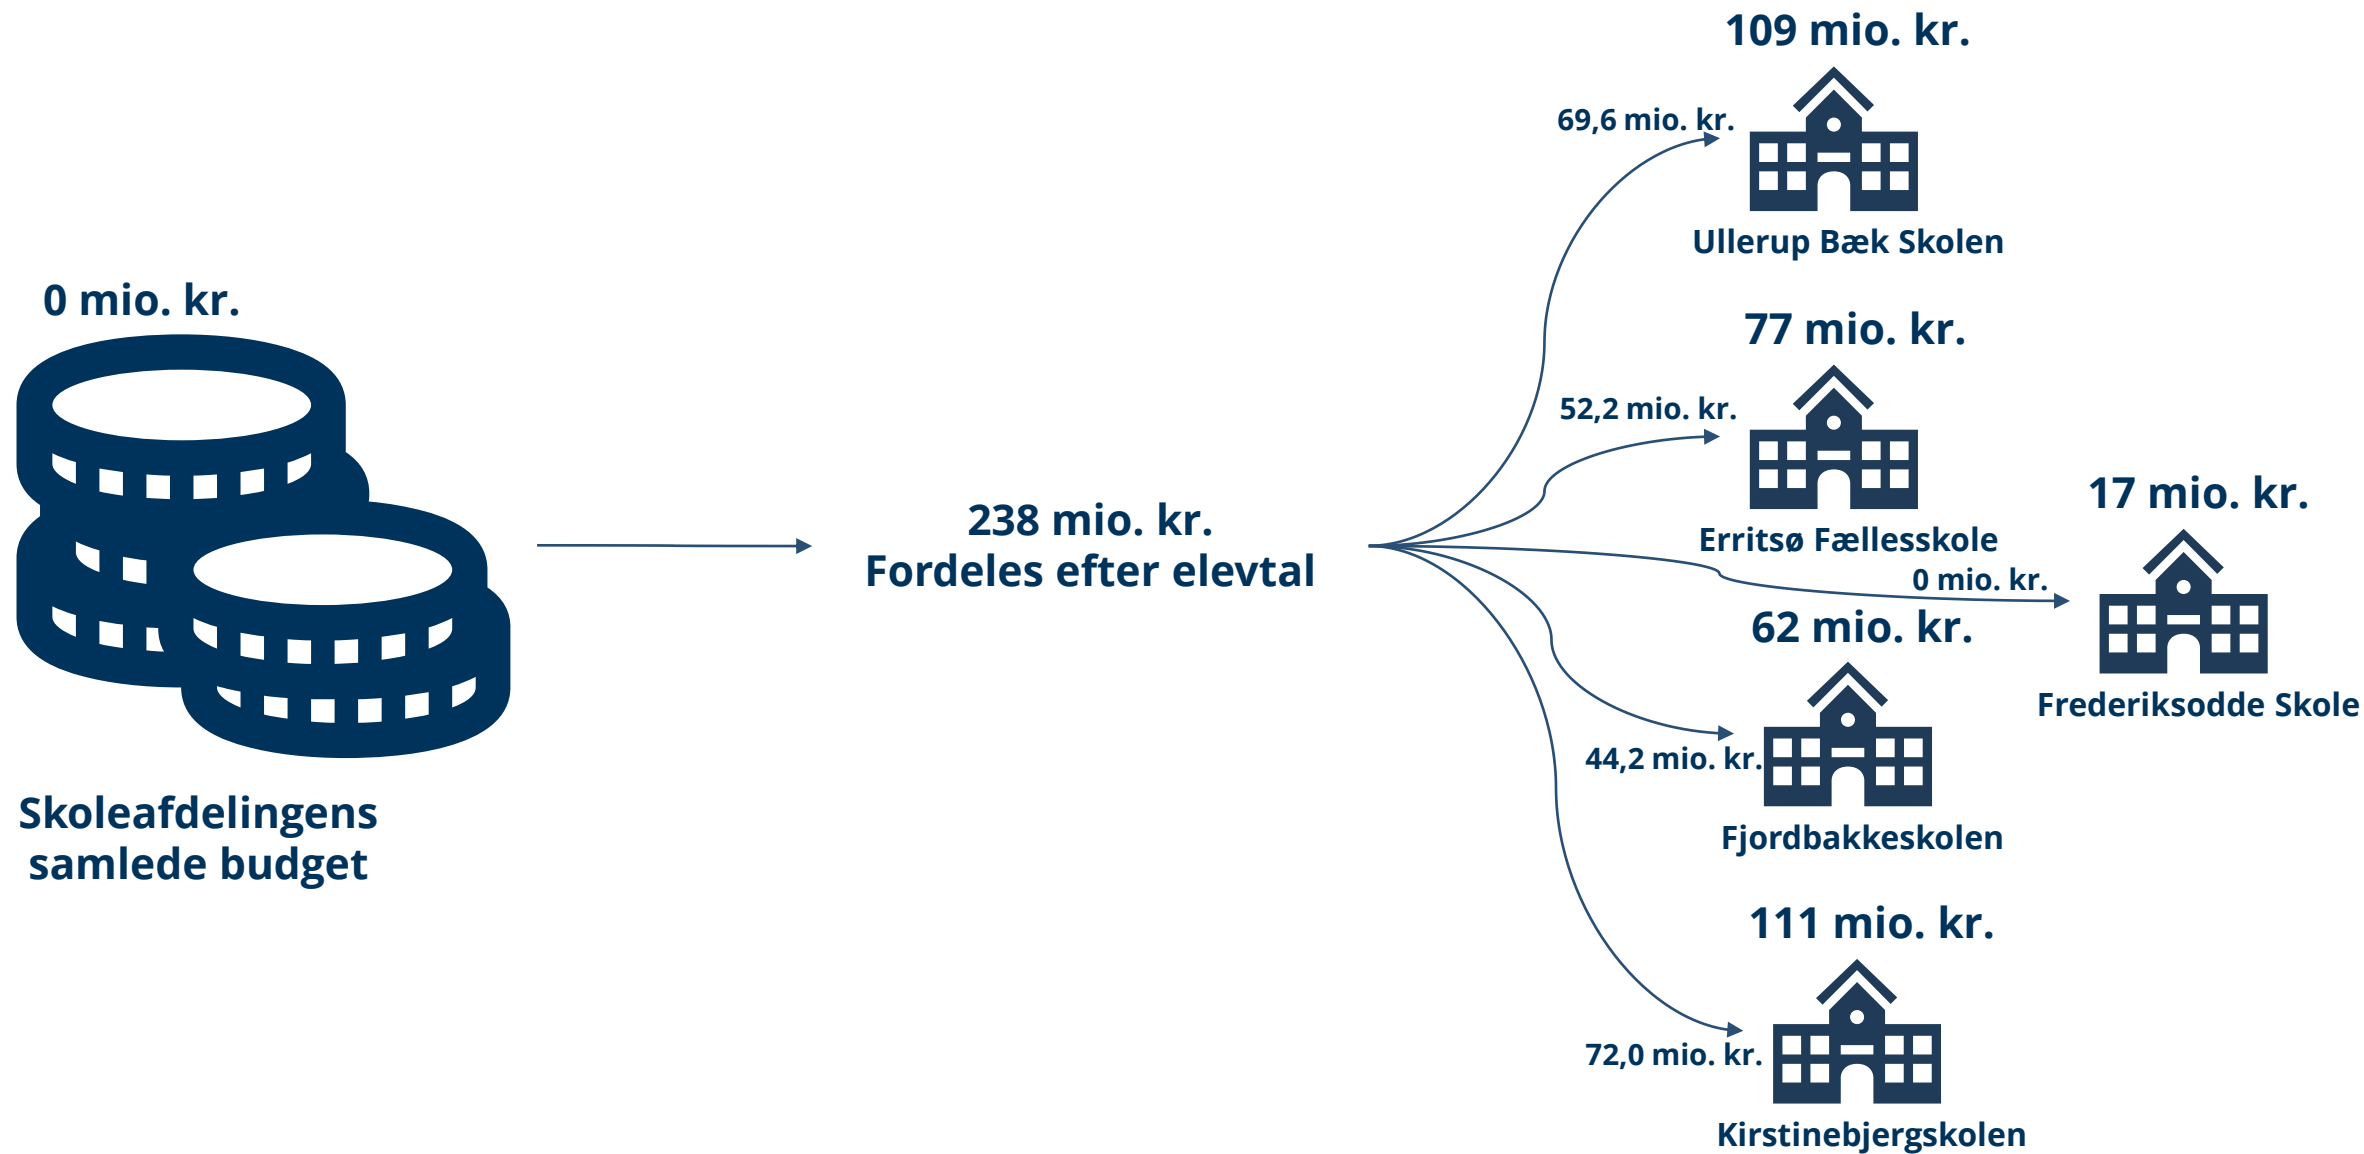 109 mio. kr.
69,6 mio. kr.
Ullerup Bæk Skolen
0 mio. kr.
77 mio. kr.
52,2 mio. kr.
Erritsø Fællesskole
17 mio. kr.
238 mio. kr.
Fordeles efter elevtal
0 mio. kr.
62 mio. kr.
Frederiksodde Skole
44,2 mio. kr.
Fjordbakkeskolen
Skoleafdelingens
samlede budget
111 mio. kr.
72,0 mio. kr.
Kirstinebjergskolen